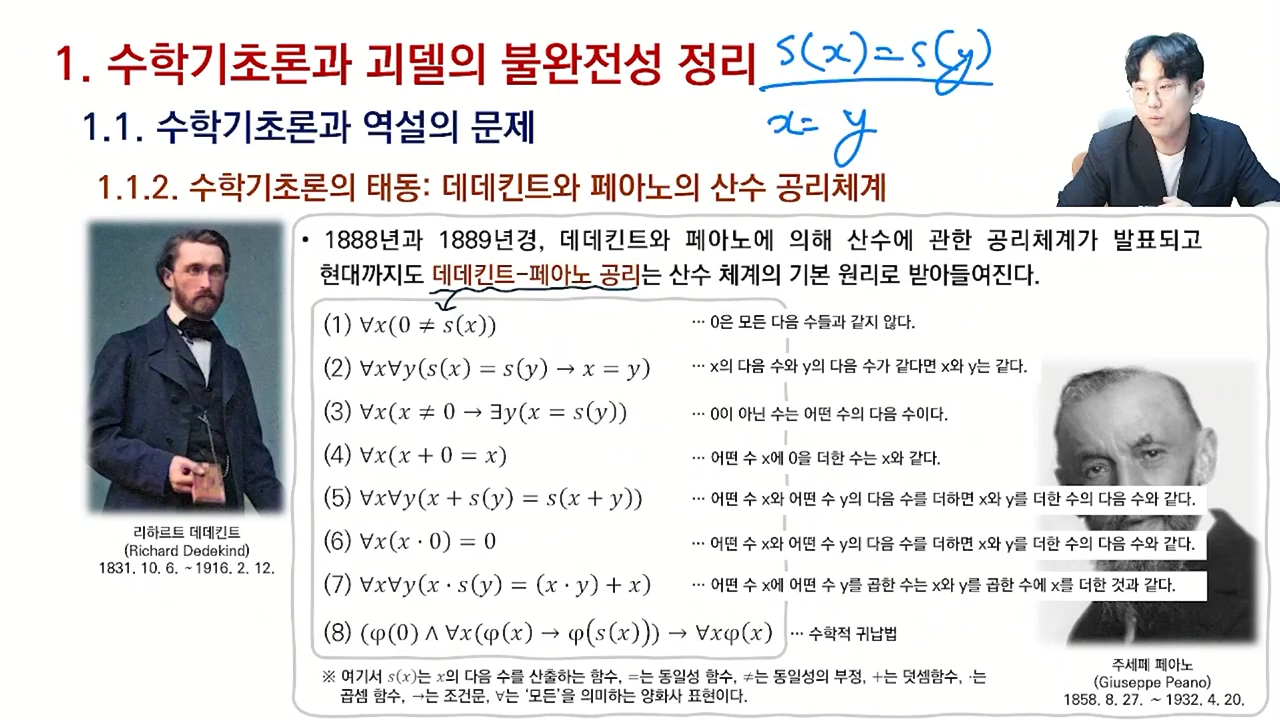 1. 수학기초론과 괴델의 불완전성 정리
s(x)=s(y)
x= y
1.1. 수학기초론과 역설의 문제
1.1.2. 수학기초론의 태동: 데데킨트와 페아노의 산수 공리체계
• 1888년과 1889년경, 데데킨트와 페아노에 의해 산수에 관한 공리체계가 발표되고
현대까지도 데데킨트-페아노 공리는 산수 체계의 기본 원리로 받아들여진다.
(1) ∀x(0 ≠ s(x)) ··· 0은 모든 다음 수들과 같지 않다.
(2) ∀x∀y(s(x) = s(y) → x = y) ··· x의 다음 수와 y의 다음 수가 같다면 x와 y는 같다.
(3) ∀x(x ≠ 0 → ∃y(x = s(y)) ··· 0이 아닌 수는 어떤 수의 다음 수이다.
(4) ∀x(x + 0 = x) ··· 어떤 수 x에 0을 더한 수는 x와 같다.
(5) ∀x∀y(x + s(y) = s(x + y)) ··· 어떤 수 x와 어떤 수 y의 다음 수를 더하면 x와 y를 더한 수의 다음 수와 같다.
(6) ∀x(x · 0) = 0 ··· 어떤 수 x와 어떤 수 y의 다음 수를 더하면 x와 y를 더한 수의 다음 수와 같다.
(7) ∀x∀y(x · s(y) = (x · y) + x) ··· 어떤 수 x에 어떤 수 y를 곱한 수는 x와 y를 곱한 수에 x를 더한 것과 같다.
(8) (φ(0) ∧ ∀x(φ(x) → φ(s(x))) → ∀xφ(x) ··· 수학적 귀납법
※ 여기서 s(x)는 x의 다음 수를 산출하는 함수, =는 동일성 함수, ≠는 동일성의 부정, +는 덧셈함수, ·는
곱셈 함수, →는 조건문, ∀는 '모든'을 의미하는 양화사 표현이다.
리하르트 데데킨트
(Richard Dedekind)
1831. 10. 6. ~1916. 2. 12.
주세페 페아노
(Giuseppe Peano)
1858. 8. 27. ~ 1932. 4. 20.